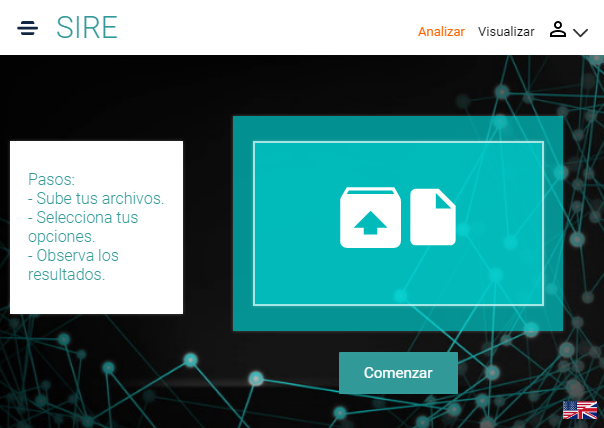 SIRE
Analizar
Visualizar
Pasos:
- Sube tus archivos.
- Selecciona tus
opciones.
- Observa los
resultados.
Comenzar